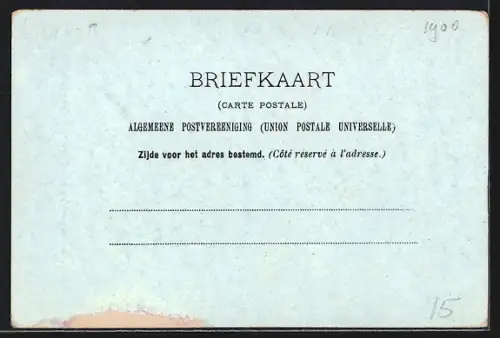 1900
BRIEFKAART
(CARTE POSTALE)
ALGEMEENE POSTVEREENIGING (UNION POSTALE UNIVERSELLE)
Zijde voor het adres bestemd. (Côté réservé à l'adresse.)
15